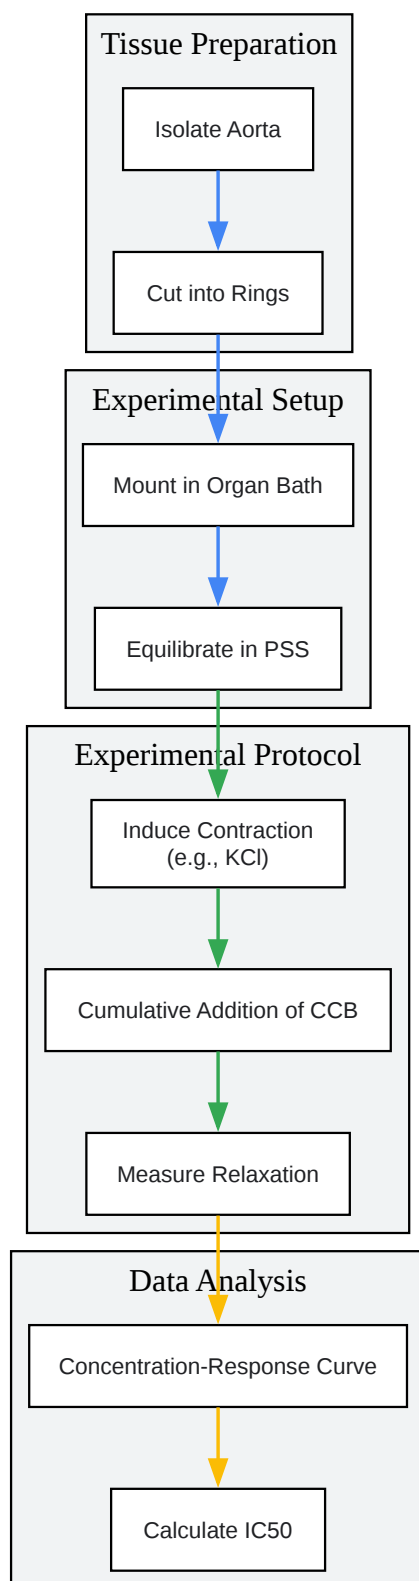 Tissue Preparation
Isolate Aorta
Cut into Rings
Experimental Setup
Mount in Organ Bath
Equilibrate in PSS
Experimental Protocol
Induce Contraction
(e.g., KCl)
Cumulative Addition of CCB
Measure Relaxation
Data Analysis
Concentration-Response Curve
Calculate IC50